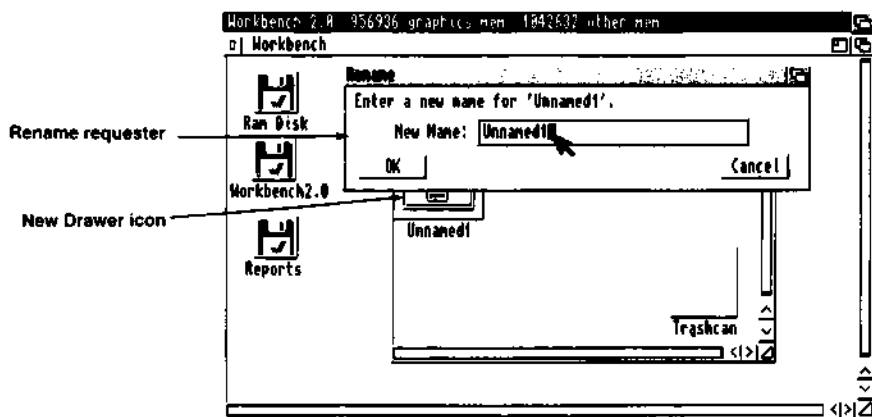 Workbench 2.0 956936 graphics mem 1042632 other mem
Workbench
Rename
Enter a new name for 'Unnamed1'.
New Name: Unnamed1
OK Cancel
Ram Disk
Rename requester
Workbench2.0
New Drawer icon
Unnamed1
Reports
Trashcan